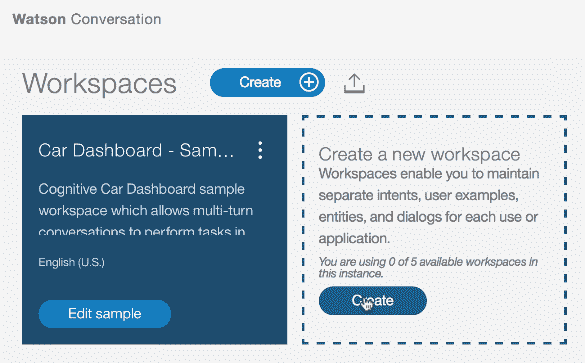 Watson Conversation
Workspaces
Create
Car Dashboard - Sam...
Cognitive Car Dashboard sample
workspace which allows multi-turn
conversations to perform tasks in
English (U.S.)
Edit sample
Create a new workspace
Workspaces enable you to maintain
separate intents, user examples,
entities, and dialogs for each use or
application.
You are using 0 of 5 available workspaces in
this instance.
Create